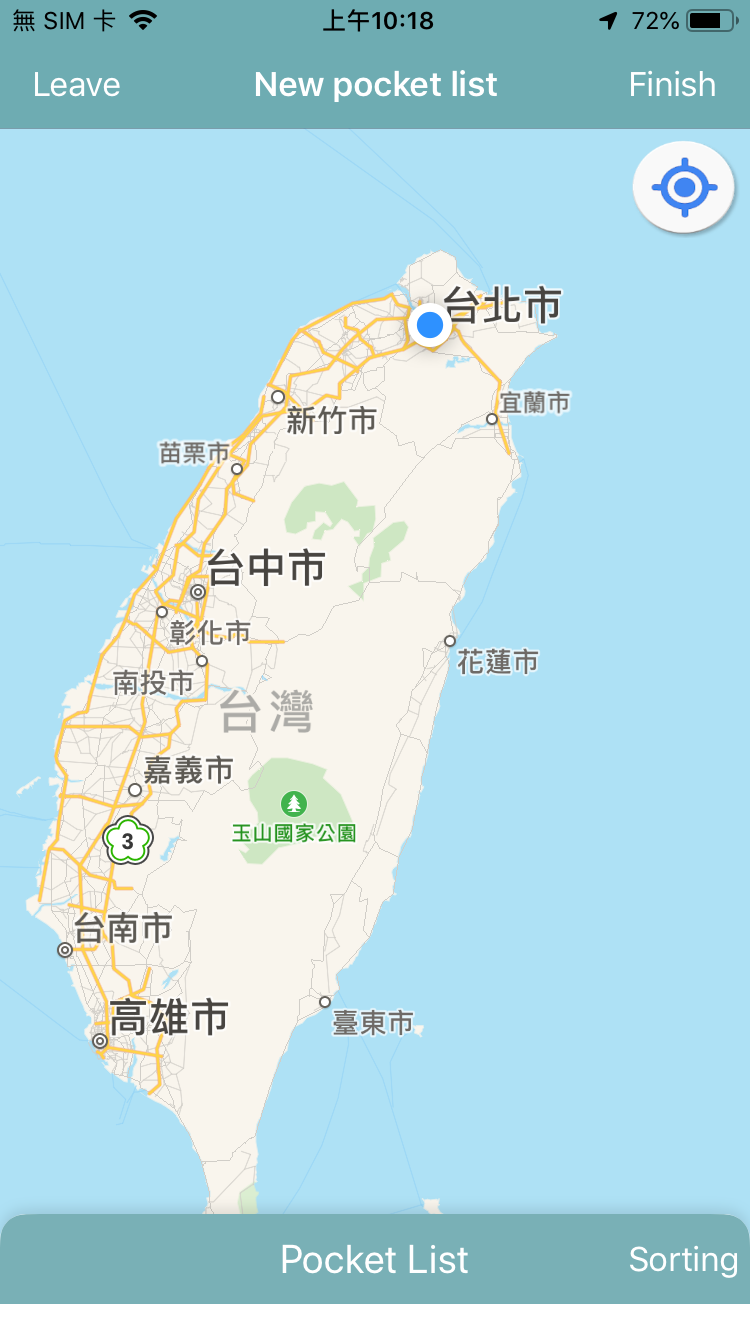 無 SIM 卡 上午10:18 72%
Leave New pocket list Finish
台北市
宜蘭市
新竹市
苗栗市
台中市
彰化市
花蓮市
南投市
台灣
嘉義市
玉山國家公園
3
台南市
高雄市
臺東市
Pocket List Sorting